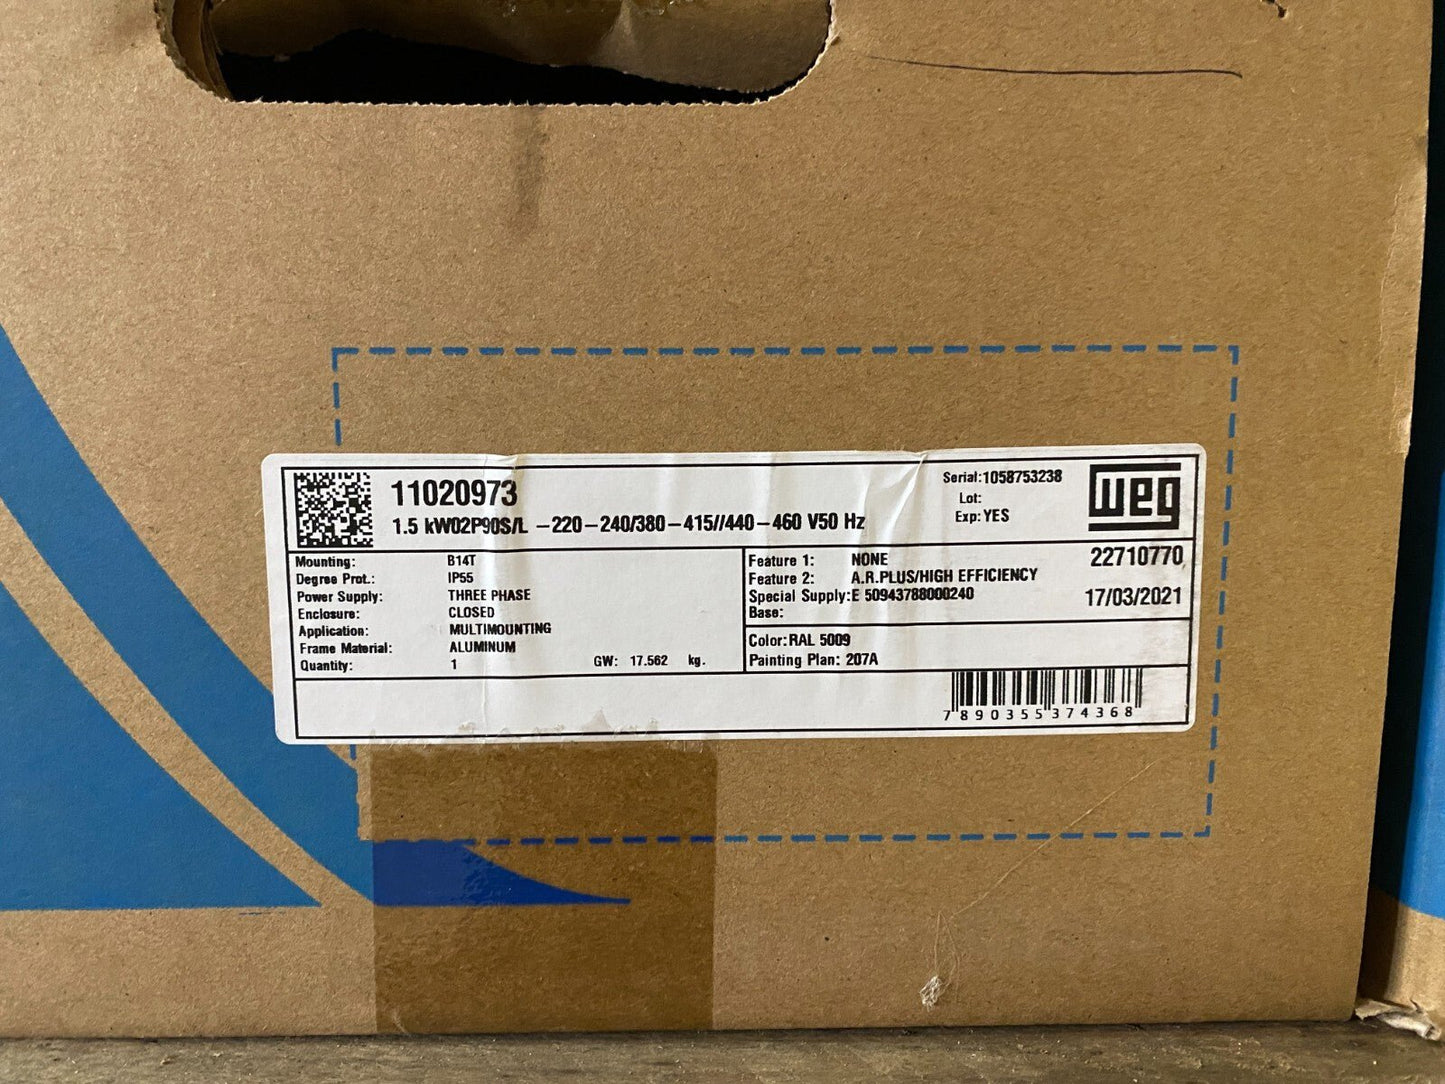 11020973
1.5 kW02P90S/L -220-240/380-415//440-460 V50 Hz
Serial:1058753238
Lot:
Exp:YES
weg
Mounting: B14T
Degree Prot.: IP55
Power Supply: THREE PHASE
Enclosure: CLOSED
Application: MULTIMOUNTING
Frame Material: ALUMINUM
Quantity: 1 GW: 17.562 kg.
Feature 1: NONE
Feature 2: A.R.PLUS/HIGH EFFICIENCY
Special Supply:E 50943788000240
Base:
22710770
17/03/2021
Color:RAL 5009
Painting Plan: 207A
7890355374368